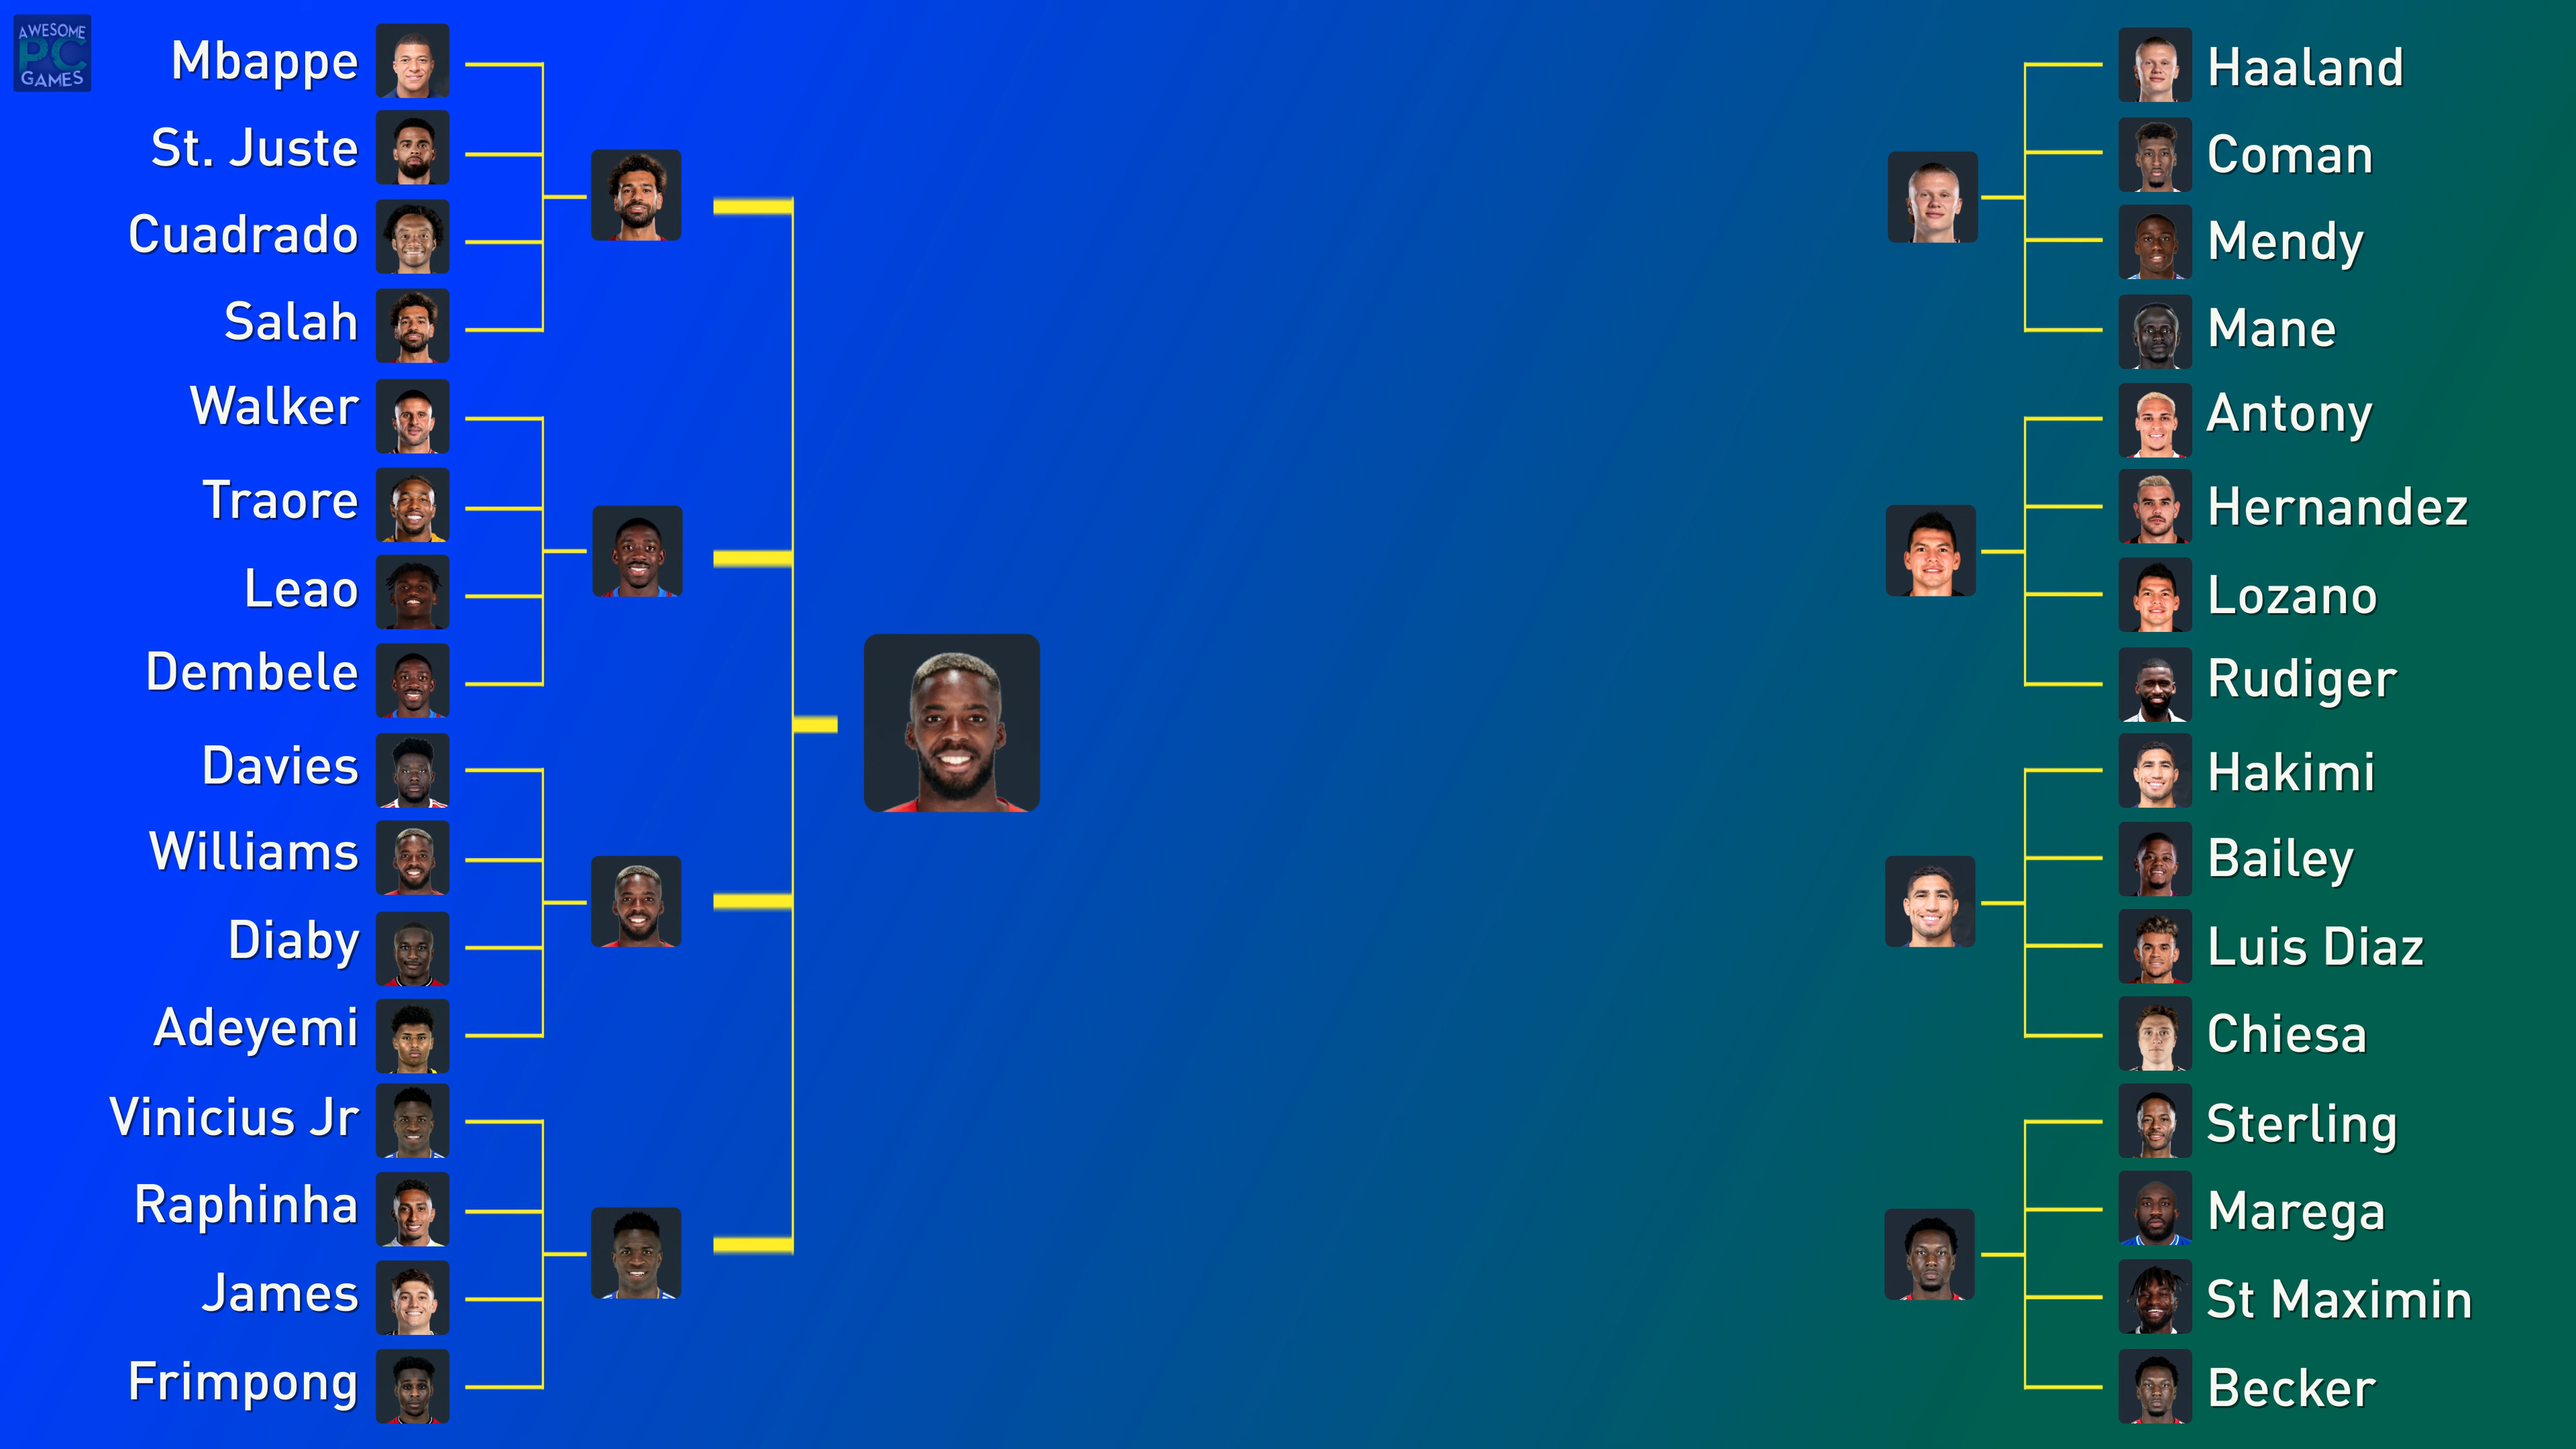 AWESOME
PC
GAMES
Mbappe
St. Juste
Cuadrado
Salah
Walker
Traore
Leao
Dembele
Davies
Williams
Diaby
Adeyemi
Vinicius Jr
Raphinha
James
Frimpong
Haaland
Coman
Mendy
Mane
Antony
Hernandez
Lozano
Rudiger
Hakimi
Bailey
Luis Diaz
Chiesa
Sterling
Marega
St Maximin
Becker